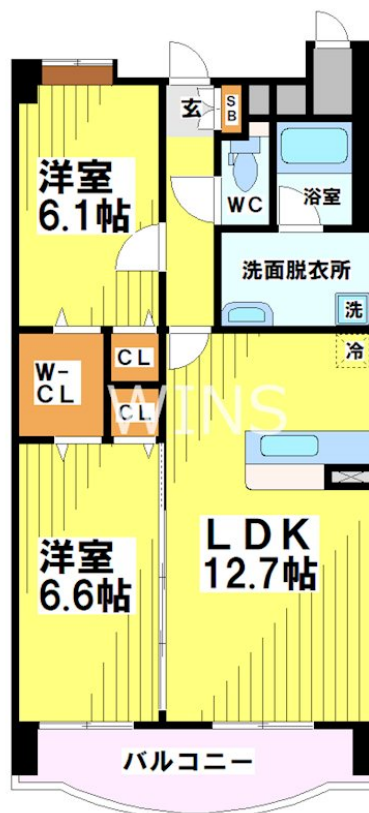 玄
SB
洋室
6.1帖
WC
浴室
洗面脱衣所
洗
冷
W-
CL
CL
CL
WINS
洋室
6.6帖
LDK
12.7帖
バルコニー